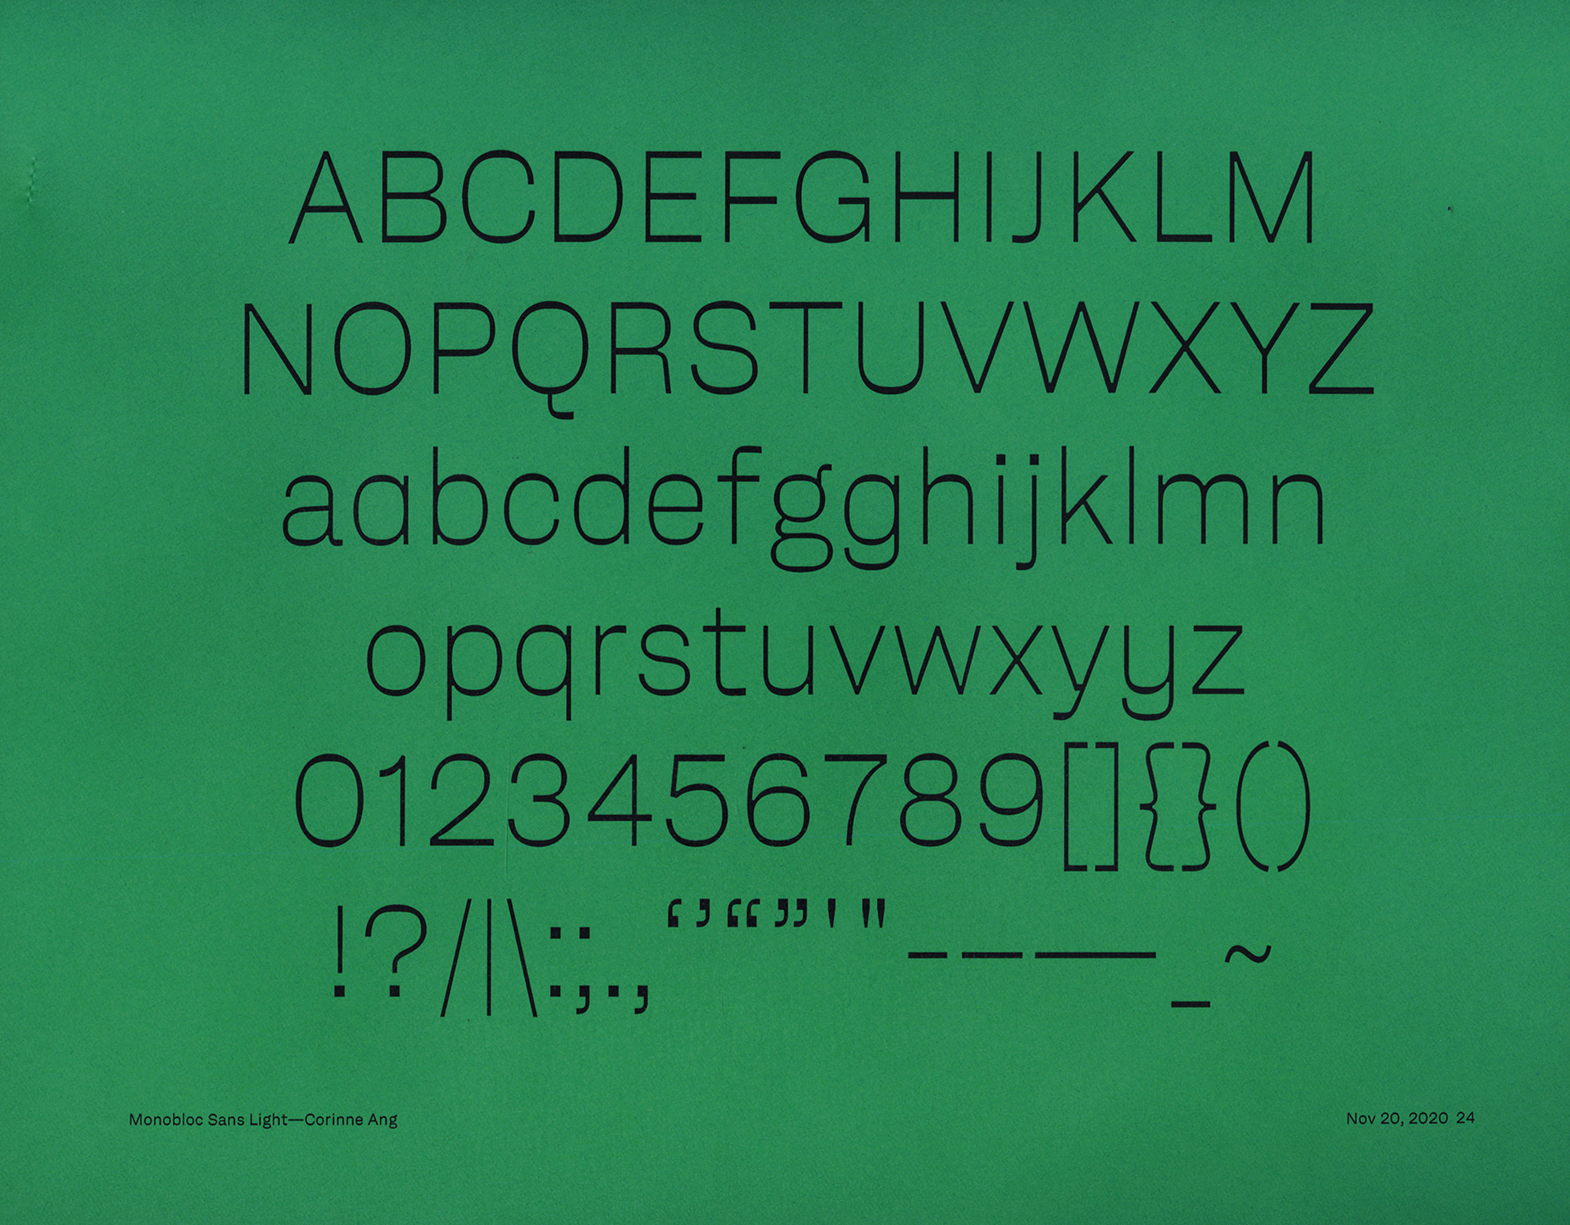 ABCDEFGHIJKLM
NOPQRSTUVWXYZ
aabcdefgghijklmn
opqrstuvwxyyz
0123456789[]{}()
!?/|\:;.,‘’“”'"-–—_~
Monobloc Sans Light—Corinne Ang
Nov 20, 2020 24